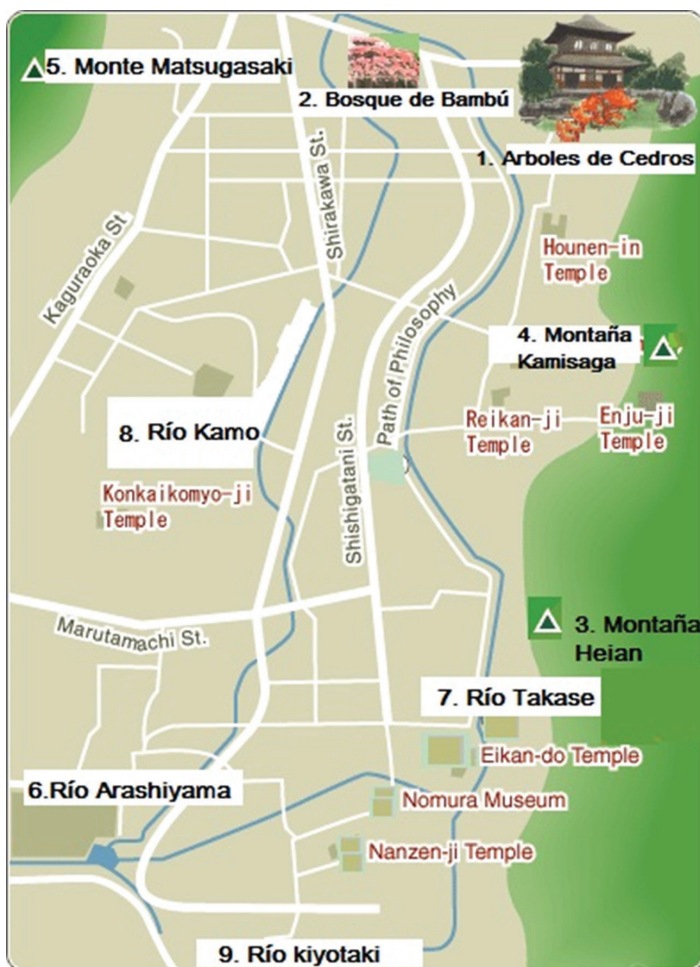 5. Monte Matsugasaki
2. Bosque de Bambú
1. Arboles de Cedros
Shirakawa St.
Kaguraoka St.
Hounen-in
Temple
Path of Philosophy
4. Montaña
Kamisaga
8. Río Kamo
Reikan-ji
Temple
Enju-ji
Temple
Konkaikomyo-ji
Temple
Shishigatani St.
Marutamachi St.
3. Montaña
Heian
7. Río Takase
Eikan-do Temple
6.Río Arashiyama
Nomura Museum
Nanzen-ji Temple
9. Río kiyotaki